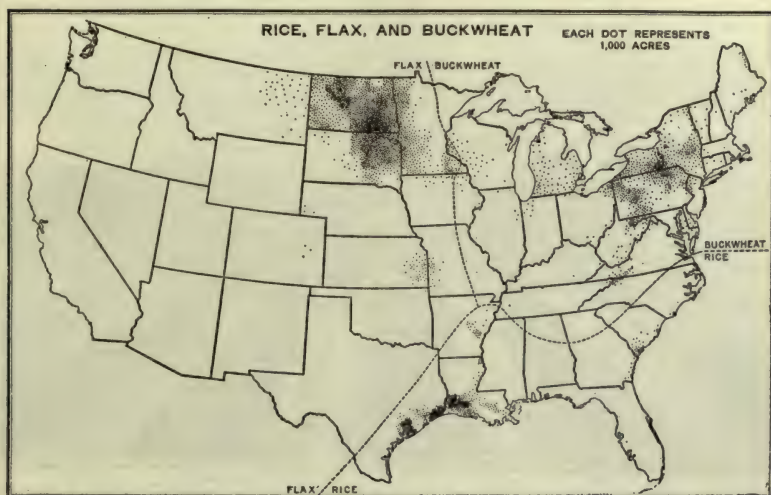 RICE, FLAX, AND BUCKWHEAT
EACH DOT REPRESENTS
1,000 ACRES
FLAX BUCKWHEAT
BUCKWHEAT
RICE
FLAX RICE